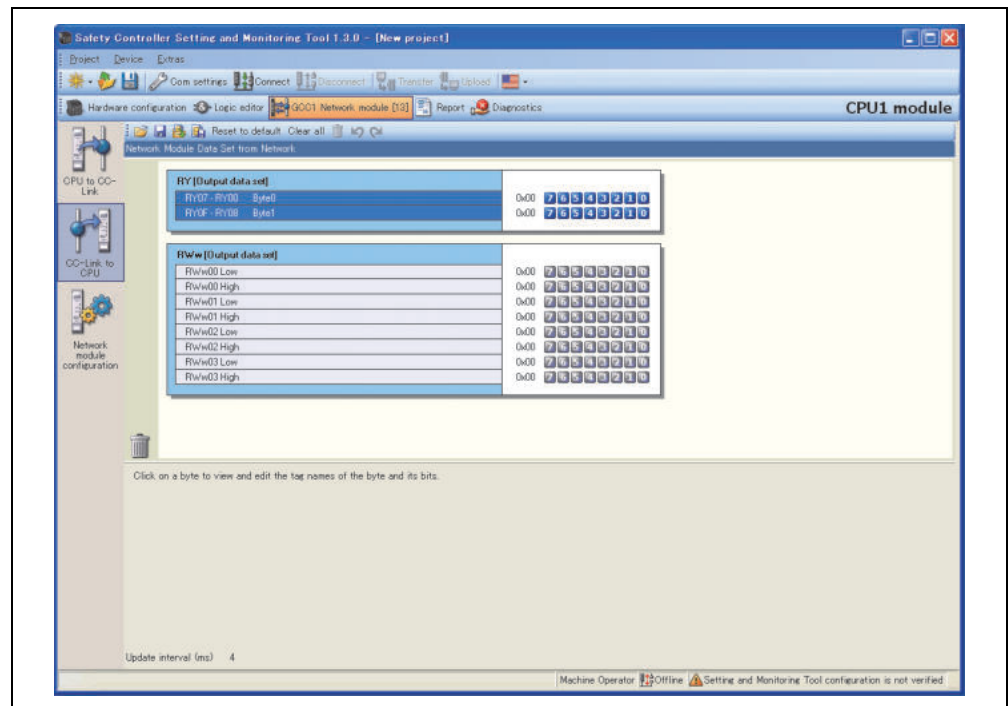 Safety Controller Setting and Monitoring Tool 1.3.0 - [New project]
Project Device Extras
Com settings Connect Disconnect Transfer Upload
Hardware configuration Logic editor GCC1 Network module [13] Report Diagnostics CPU1 module
Reset to default Clear all
Network Module Data Set from Network
CPU to CC-Link
CC-Link to CPU
Network module configuration
RY [Output data set]
RY07 - RY00 Byte0 0x00 7 6 5 4 3 2 1 0
RY0F - RY08 Byte1 0x00 7 6 5 4 3 2 1 0
RWw [Output data set]
RWw00 Low 0x00 7 6 5 4 3 2 1 0
RWw00 High 0x00 7 6 5 4 3 2 1 0
RWw01 Low 0x00 7 6 5 4 3 2 1 0
RWw01 High 0x00 7 6 5 4 3 2 1 0
RWw02 Low 0x00 7 6 5 4 3 2 1 0
RWw02 High 0x00 7 6 5 4 3 2 1 0
RWw03 Low 0x00 7 6 5 4 3 2 1 0
RWw03 High 0x00 7 6 5 4 3 2 1 0
Click on a byte to view and edit the tag names of the byte and its bits.
Update interval (ms) 4
Machine Operator Offline Setting and Monitoring Tool configuration is not verified